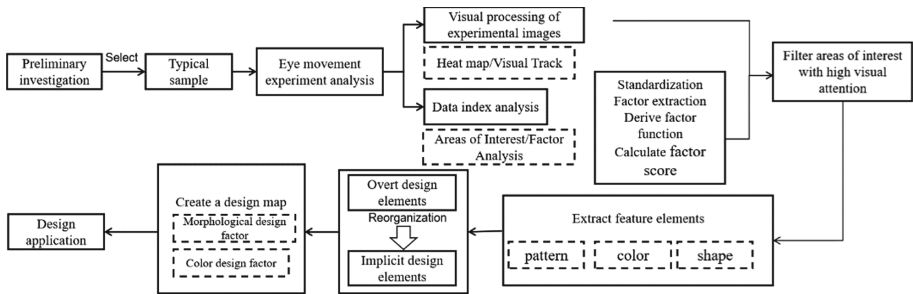 Preliminary
investigation
Select
Typical
sample
Eye movement
experiment analysis
Visual processing of
experimental images
Heat map/Visual Track
Data index analysis
Areas of Interest/Factor
Analysis
Standardization
Factor extraction
Derive factor
function
Calculate factor
score
Filter areas of interest
with high visual
attention
Extract feature elements
pattern
color
shape
Overt design
elements
Reorganization
Implicit design
elements
Create a design map
Morphological design
factor
Color design factor
Design
application